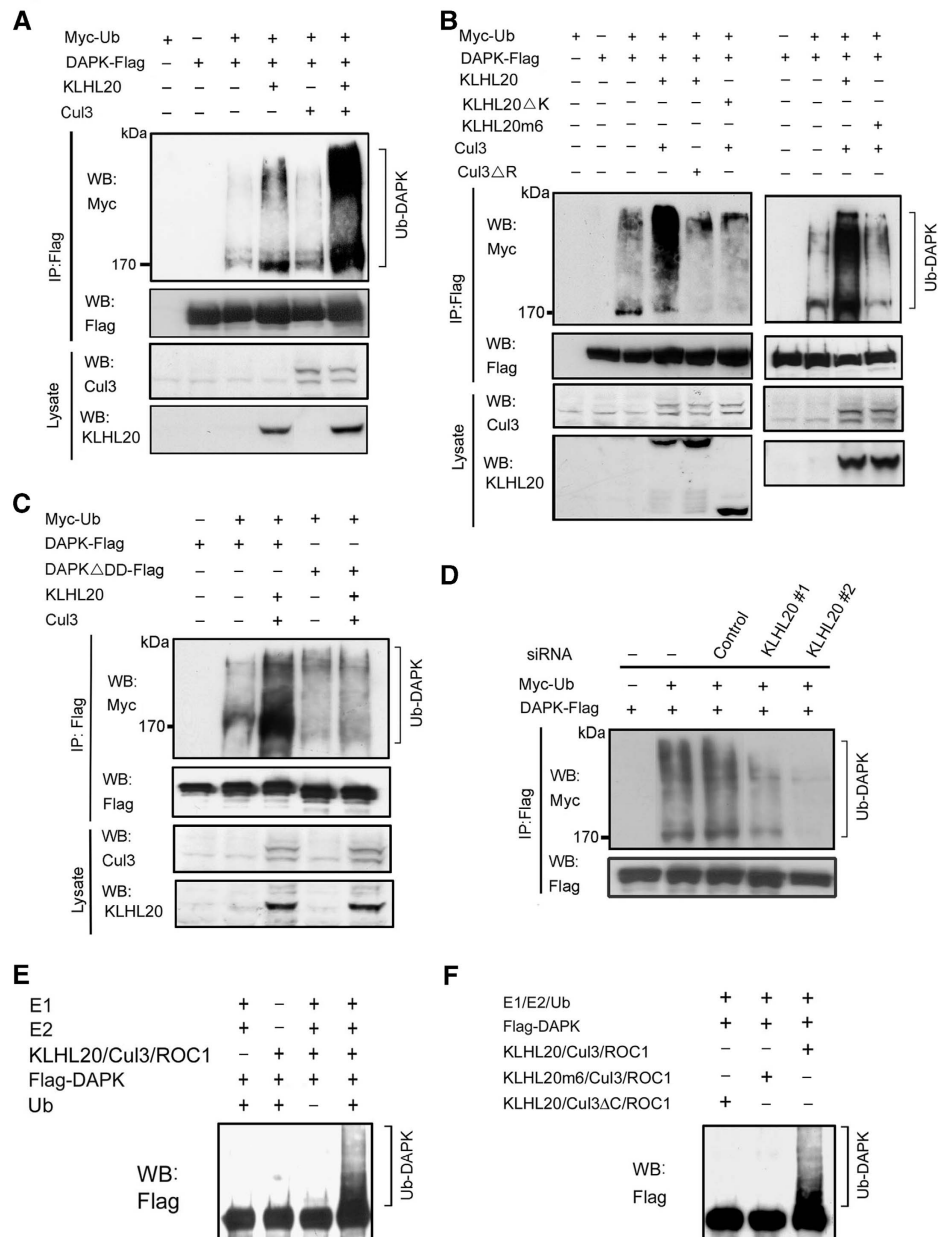 A
Myc-Ub + – + + + +
DAPK-Flag – + + + + +
KLHL20 – – – + – +
Cul3 – – – – + +
kDa
IP:Flag
WB:
Myc
170
Ub-DAPK
WB:
Flag
Lysate
WB:
Cul3
WB:
KLHL20
B
Myc-Ub + – + + + + – + + +
DAPK-Flag – + + + + + + + + +
KLHL20 – – – + + – – – + –
KLHL20△K – – – – – + – – – –
KLHL20m6 – – – – – – – – – +
Cul3 – – – + – + – – + +
Cul3△R – – – – + –
kDa
IP:Flag
WB:
Myc
170
Ub-DAPK
WB:
Flag
Lysate
WB:
Cul3
WB:
KLHL20
C
Myc-Ub – + + + +
DAPK-Flag + + + – –
DAPK△DD-Flag – – – + +
KLHL20 – – + – +
Cul3 – – + – +
kDa
IP: Flag
WB:
Myc
170
Ub-DAPK
WB:
Flag
Lysate
WB:
Cul3
WB:
KLHL20
D
siRNA – – Control KLHL20 #1 KLHL20 #2
Myc-Ub – + + + +
DAPK-Flag + + + + +
kDa
IP:Flag
WB:
Myc
170
Ub-DAPK
WB:
Flag
E
E1 + – + +
E2 + – + +
KLHL20/Cul3/ROC1 – + + +
Flag-DAPK + + + +
Ub + + – +
WB:
Flag
Ub-DAPK
F
E1/E2/Ub + + +
Flag-DAPK + + +
KLHL20/Cul3/ROC1 – – +
KLHL20m6/Cul3/ROC1 – + –
KLHL20/Cul3ΔC/ROC1 + – –
WB:
Flag
Ub-DAPK